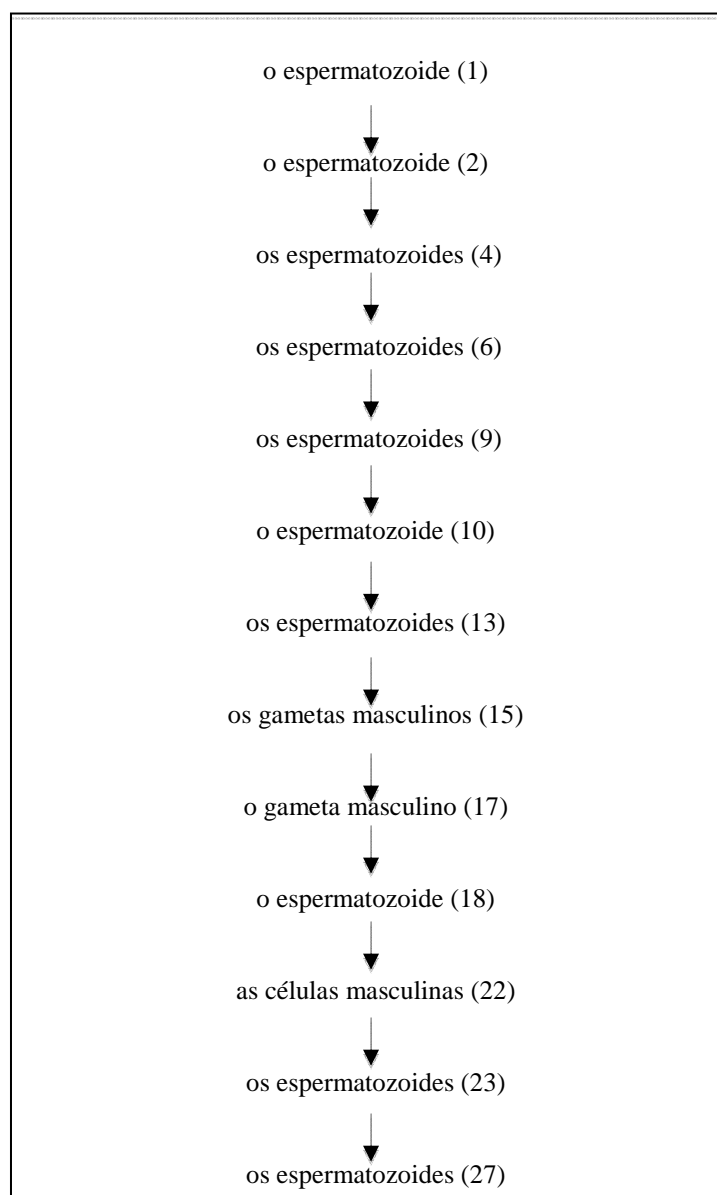 o espermatozoide (1)
o espermatozoide (2)
os espermatozoides (4)
os espermatozoides (6)
os espermatozoides (9)
o espermatozoide (10)
os espermatozoides (13)
os gametas masculinos (15)
o gameta masculino (17)
o espermatozoide (18)
as células masculinas (22)
os espermatozoides (23)
os espermatozoides (27)